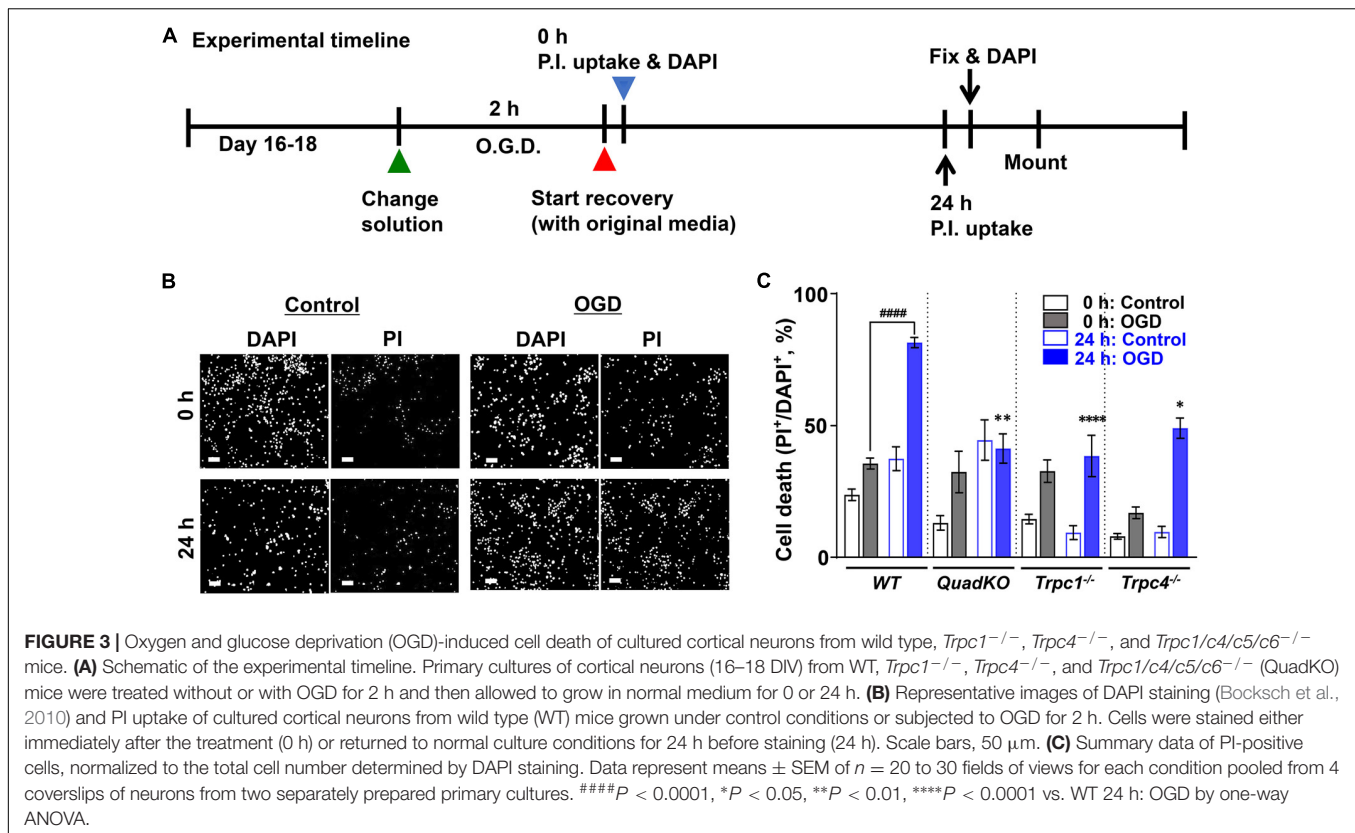 A Experimental timeline
0 h
P.I. uptake & DAPI
Fix & DAPI
2 h
Day 16-18
O.G.D.
Mount
Change
solution
Start recovery
(with original media)
24 h
P.I. uptake
B
Control
OGD
DAPI
PI
DAPI
PI
0 h
24 h
C
Cell death (PI⁺/DAPI⁺, %)
100
50
0
####
**
****
*
0 h: Control
0 h: OGD
24 h: Control
24 h: OGD
WT
QuadKO
Trpc1⁻/⁻
Trpc4⁻/⁻
FIGURE 3 | Oxygen and glucose deprivation (OGD)-induced cell death of cultured cortical neurons from wild type, Trpc1−/−, Trpc4−/−, and Trpc1/c4/c5/c6−/−
mice. (A) Schematic of the experimental timeline. Primary cultures of cortical neurons (16–18 DIV) from WT, Trpc1−/−, Trpc4−/−, and Trpc1/c4/c5/c6−/− (QuadKO)
mice were treated without or with OGD for 2 h and then allowed to grow in normal medium for 0 or 24 h. (B) Representative images of DAPI staining (Bocksch et al.,
2010) and PI uptake of cultured cortical neurons from wild type (WT) mice grown under control conditions or subjected to OGD for 2 h. Cells were stained either
immediately after the treatment (0 h) or returned to normal culture conditions for 24 h before staining (24 h). Scale bars, 50 μm. (C) Summary data of PI-positive
cells, normalized to the total cell number determined by DAPI staining. Data represent means ± SEM of n = 20 to 30 fields of views for each condition pooled from 4
coverslips of neurons from two separately prepared primary cultures. ####P < 0.0001, *P < 0.05, **P < 0.01, ****P < 0.0001 vs. WT 24 h: OGD by one-way
ANOVA.